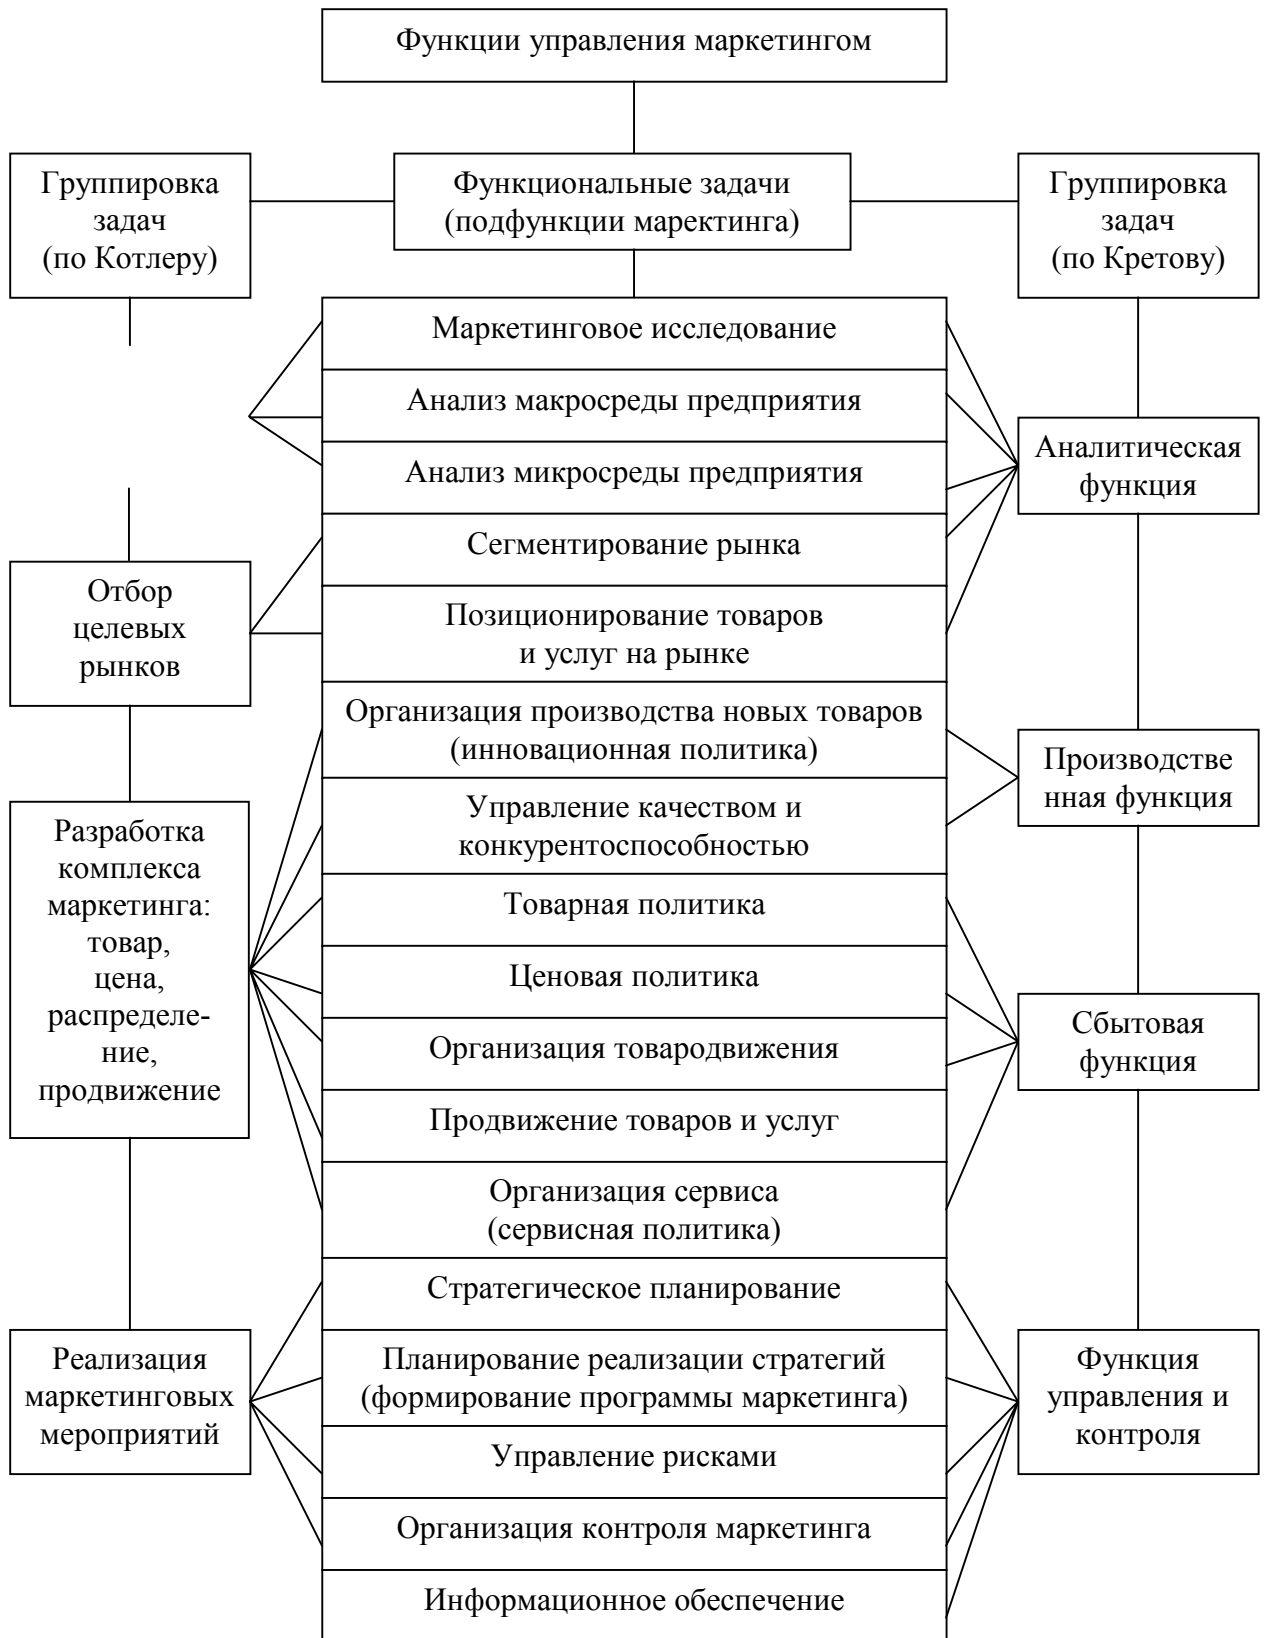 Функции управления маркетингом
Группировка
задач
(по Котлеру)
Функциональные задачи
(подфункции маректинга)
Группировка
задач
(по Кретову)
Маркетинговое исследование
Анализ макросреды предприятия
Анализ микросреды предприятия
Аналитическая
функция
Сегментирование рынка
Отбор
целевых
рынков
Позиционирование товаров
и услуг на рынке
Организация производства новых товаров
(инновационная политика)
Производстве
нная функция
Разработка
комплекса
маркетинга:
товар,
цена,
распределе-
ние,
продвижение
Управление качеством и
конкурентоспособностью
Товарная политика
Ценовая политика
Организация товародвижения
Сбытовая
функция
Продвижение товаров и услуг
Организация сервиса
(сервисная политика)
Стратегическое планирование
Реализация
маркетинговых
мероприятий
Планирование реализации стратегий
(формирование программы маркетинга)
Функция
управления и
контроля
Управление рисками
Организация контроля маркетинга
Информационное обеспечение